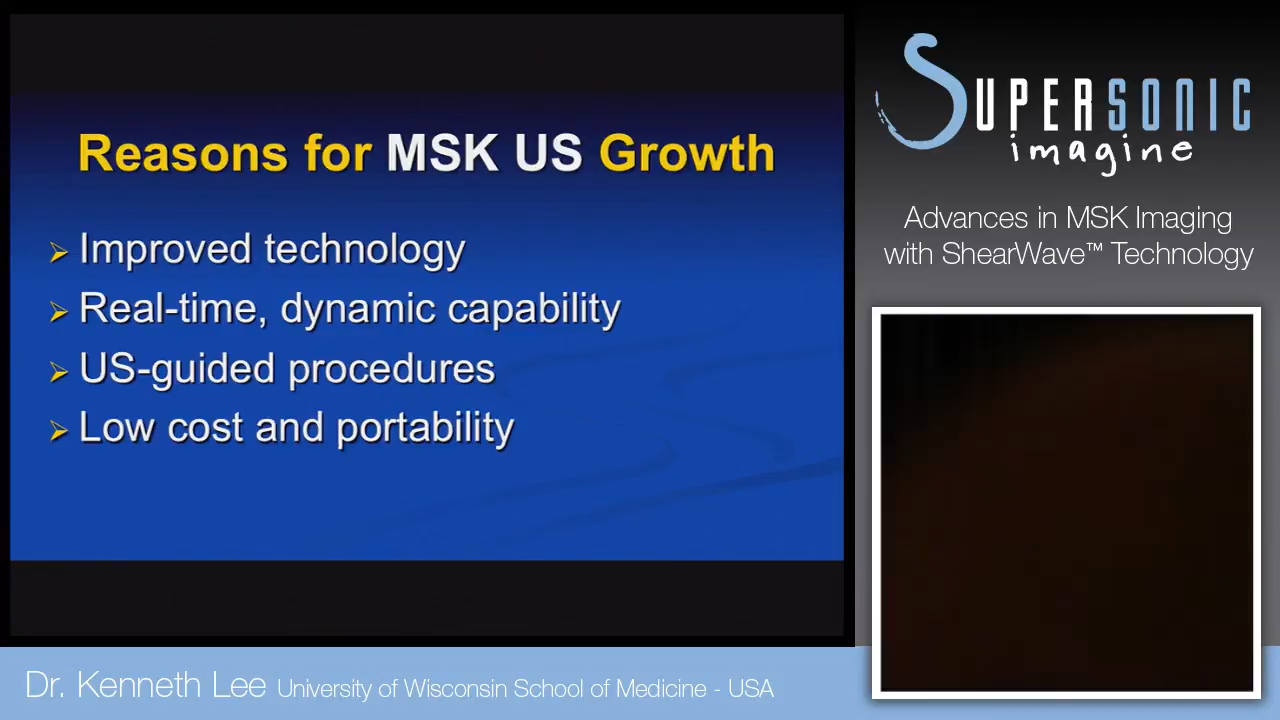 Reasons for MSK US Growth
Improved technology
Real-time, dynamic capability
US-guided procedures
Low cost and portability
SUPERSONIC
imagine
Advances in MSK Imaging
with ShearWave™ Technology
Dr. Kenneth Lee University of Wisconsin School of Medicine - USA